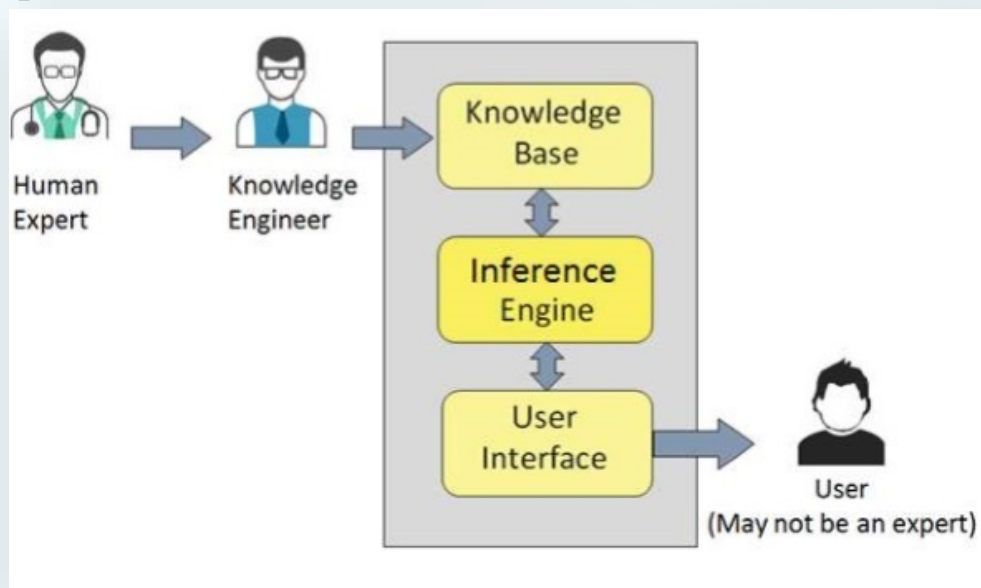 Human
Expert
Knowledge
Engineer
Knowledge
Base
Inference
Engine
User
Interface
User
(May not be an expert)